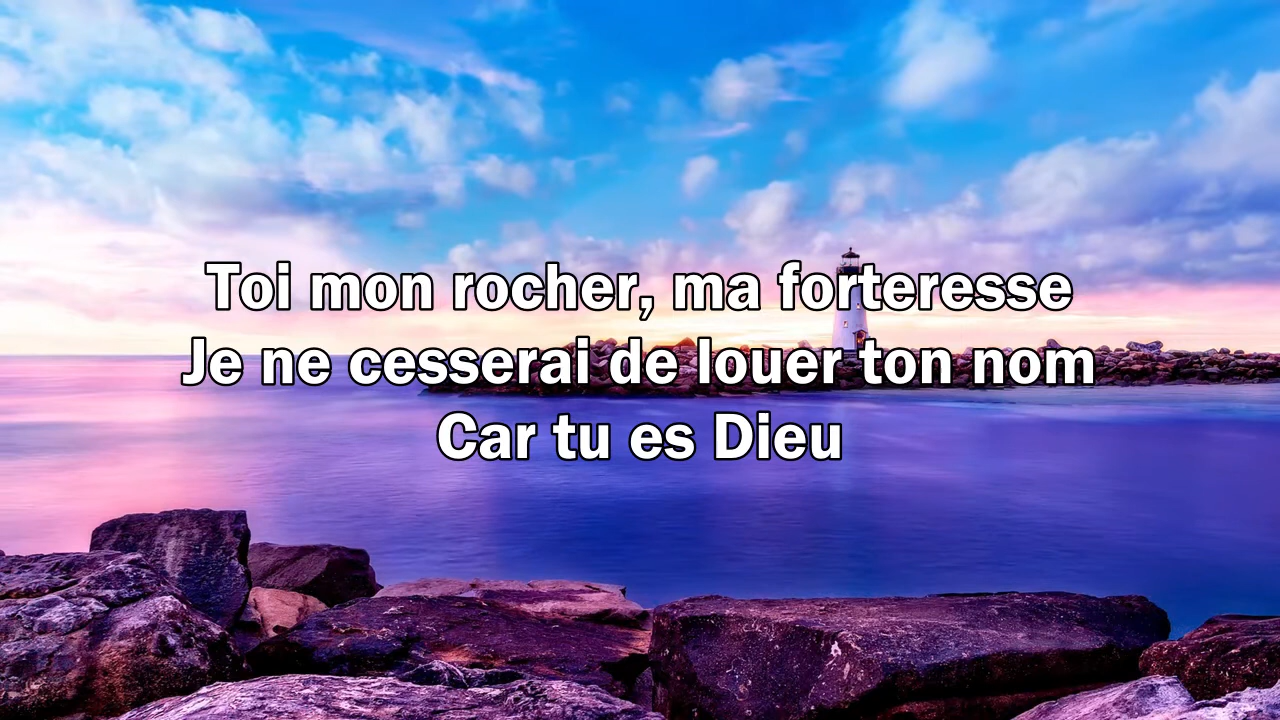 Toi mon rocher, ma forteresse
Je ne cesserai de louer ton nom
Car tu es Dieu